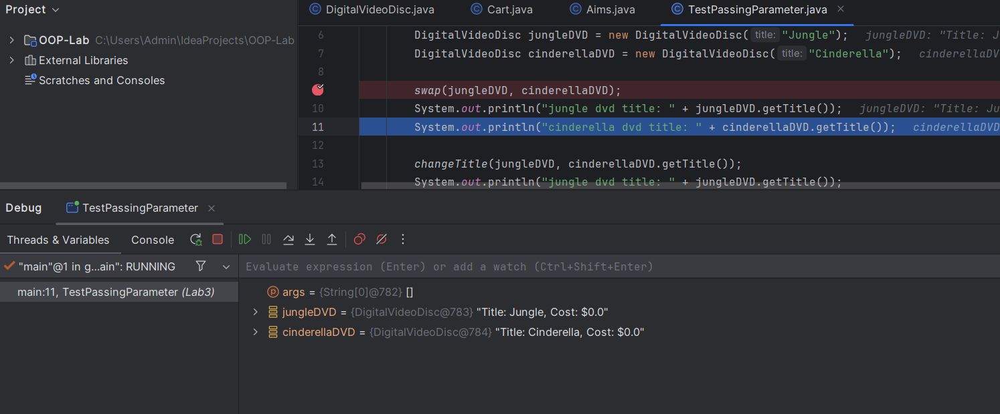 Project
OOP-Lab C:\Users\Admin\IdeaProjects\OOP-Lab
External Libraries
Scratches and Consoles
DigitalVideoDisc.java Cart.java Aims.java TestPassingParameter.java
6 DigitalVideoDisc jungleDVD = new DigitalVideoDisc( title: "Jungle"); jungleDVD: "Title: J
7 DigitalVideoDisc cinderellaDVD = new DigitalVideoDisc( title: "Cinderella"); cinderellaDV
8
swap(jungleDVD, cinderellaDVD);
10 System.out.println("jungle dvd title: " + jungleDVD.getTitle()); jungleDVD: "Title: Ju
11 System.out.println("cinderella dvd title: " + cinderellaDVD.getTitle()); cinderellaDVD
12
13 changeTitle(jungleDVD, cinderellaDVD.getTitle());
14 System.out.println("jungle dvd title: " + jungleDVD.getTitle());
Debug TestPassingParameter
Threads & Variables Console
"main"@1 in g...ain": RUNNING
main:11, TestPassingParameter (Lab3)
Evaluate expression (Enter) or add a watch (Ctrl+Shift+Enter)
args = {String[0]@782} []
jungleDVD = {DigitalVideoDisc@783} "Title: Jungle, Cost: $0.0"
cinderellaDVD = {DigitalVideoDisc@784} "Title: Cinderella, Cost: $0.0"